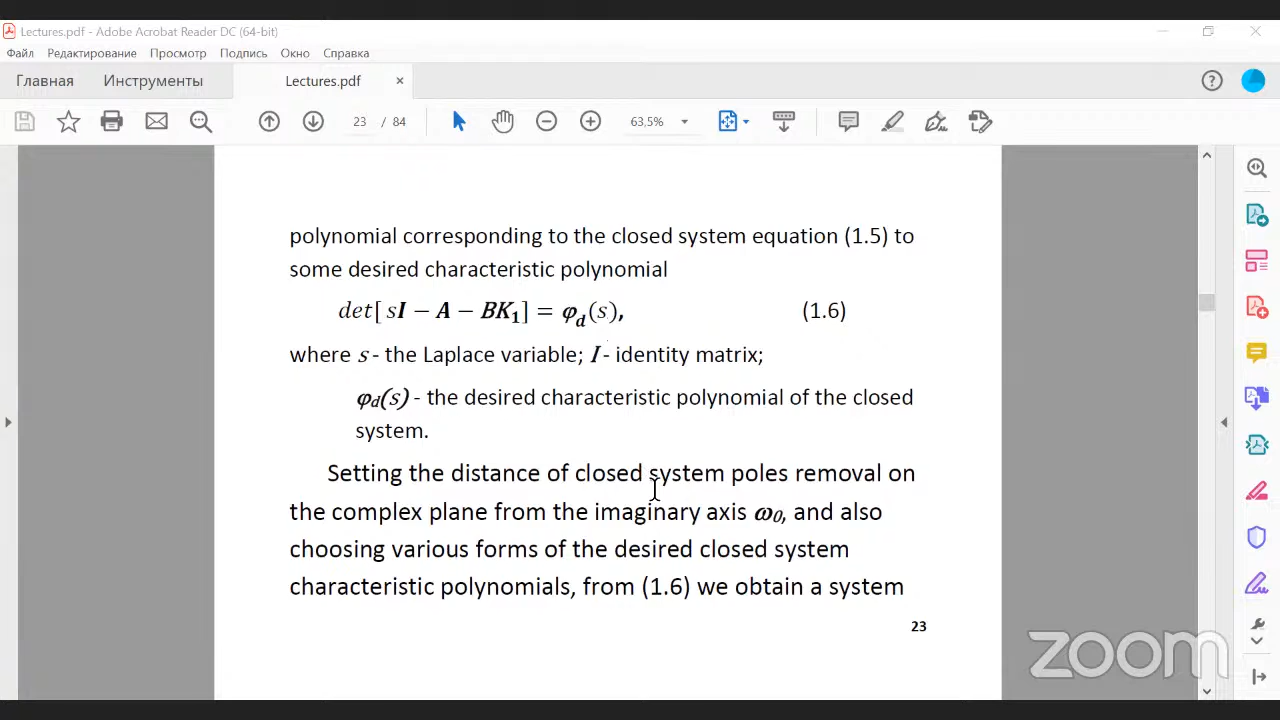 Lectures.pdf - Adobe Acrobat Reader DC (64-bit)
Файл Редактирование Просмотр Подпись Окно Справка
Главная Инструменты Lectures.pdf ×
23 / 84 63,5%
polynomial corresponding to the closed system equation (1.5) to
some desired characteristic polynomial
det[ sI − A − BK₁] = φ_d(s), (1.6)
where s - the Laplace variable; I - identity matrix;
φ_d(s) - the desired characteristic polynomial of the closed
system.
Setting the distance of closed system poles removal on
the complex plane from the imaginary axis ω₀, and also
choosing various forms of the desired closed system
characteristic polynomials, from (1.6) we obtain a system
23
zoom